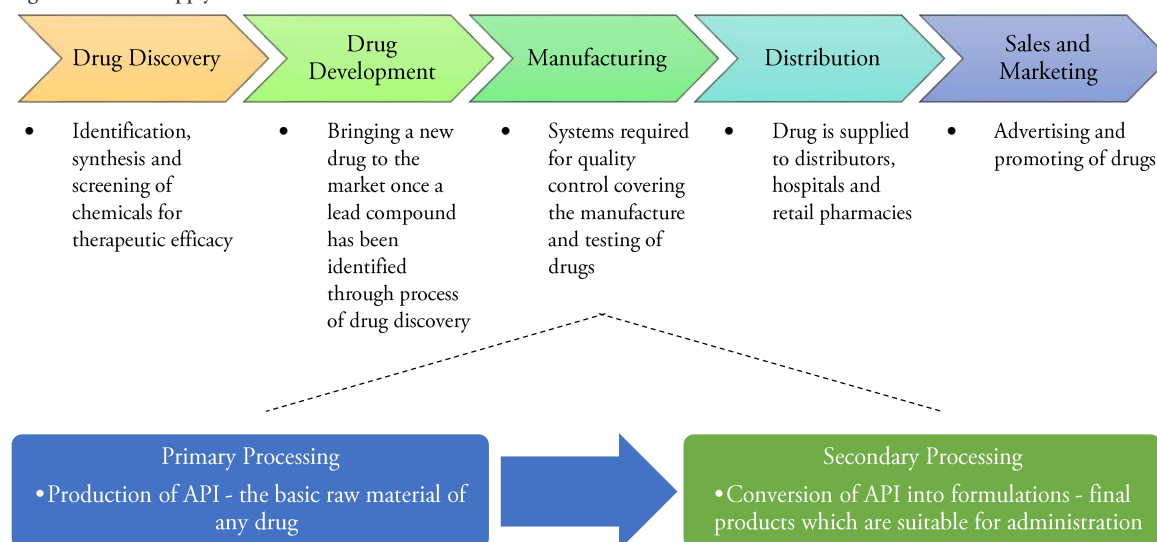 Drug Discovery
Drug
Development
Manufacturing
Distribution
Sales and
Marketing
• Identification,
synthesis and
screening of
chemicals for
therapeutic efficacy
• Bringing a new
drug to the
market once a
lead compound
has been
identified
through process
of drug discovery
• Systems required
for quality
control covering
the manufacture
and testing of
drugs
• Drug is supplied
to distributors,
hospitals and
retail pharmacies
• Advertising and
promoting of drugs
Primary Processing
•Production of API - the basic raw material of
any drug
Secondary Processing
•Conversion of API into formulations - final
products which are suitable for administration